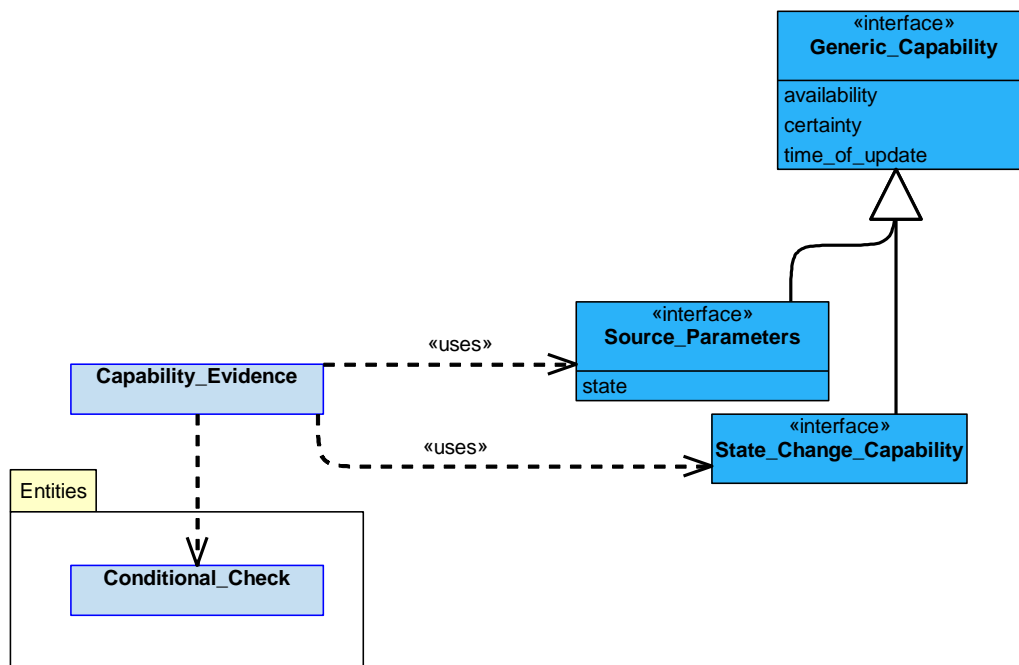 «interface»
Generic_Capability
availability
certainty
time_of_update
«interface»
Source_Parameters
state
«uses»
Capability_Evidence
«interface»
State_Change_Capability
«uses»
Entities
Conditional_Check